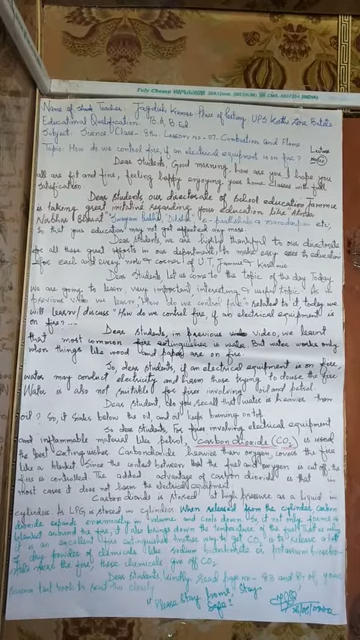 Name of Teacher Jagdish Kumar Place of Posting UPS
Educational Qualification B.A, B.Ed.
Subject: Science Class- 8th Lesson no-07. Combustion and Flame
Lecture
Topic: How do we control fire, if an electrical equipment is on fire?
Dear Students, Good morning, how are you I hope you
all are fit and fine, feeling happy enjoying your home classes with full
satisfaction
Dear Students our directorate of School education Jammu
is taking great initiative regarding your education like
that your education may not get affected any more.
Dear Students, we are highly thankful to our directorate
for all these great efforts in our department, to make easy education
for each and every nook & corner of U.T, Jammu & Kashmir
Dear Students let us come to the topic of the day Today
we are going to learn very important interesting & useful topic. As in
previous we learn, "How do we control fire" related to it today we
will learn/discuss "How do we control fire, if an electrical equipment is
on fire?...
Dear Students, in previous video, we learnt
that most common fire extinguisher is water. But water works only
when things like wood and paper are on fire.
So dear Students, if an electrical equipment is on fire,
Water may conduct electricity and harm those trying to douse the fire
Water is also not suitable for fires involving oil and petrol.
Dear Student do you recall that water is heavier than
oil? So, it sinks below the oil, and oil keeps burning on top.
So dear Students For fires involving electrical equipment
and inflammable material like petrol, Carbondioxide (CO2) is used
the best extinguisher Carbondioxide heavier than oxygen, covers the fire
like a blanket Since the contact between the fuel and oxygen is cut off, the
fire is controlled. The added advantage of carbon dioxide is that in
most cases it does not harm the electrical equipment.
Carbon dioxide is stored at high pressure as a liquid in
cylinders. As LPG is stored in cylinders When released from the cylinder, carbon
dioxide expands enormously in volume and cools down. So it not only forms a
blanket around the fire, it also brings down the temperature of the fuel that is why
it is an excellent fire extinguisher Another way to get CO2 is to release a lot
of dry powder of chemicals like sodium bicarbonate or potassium bicarbonate
near the fire, these chemicals give off CO2
Dear Students, kindly Read page no- 83 and 84 of your
Science text book to
"Please Stay home, Stay
Safe"